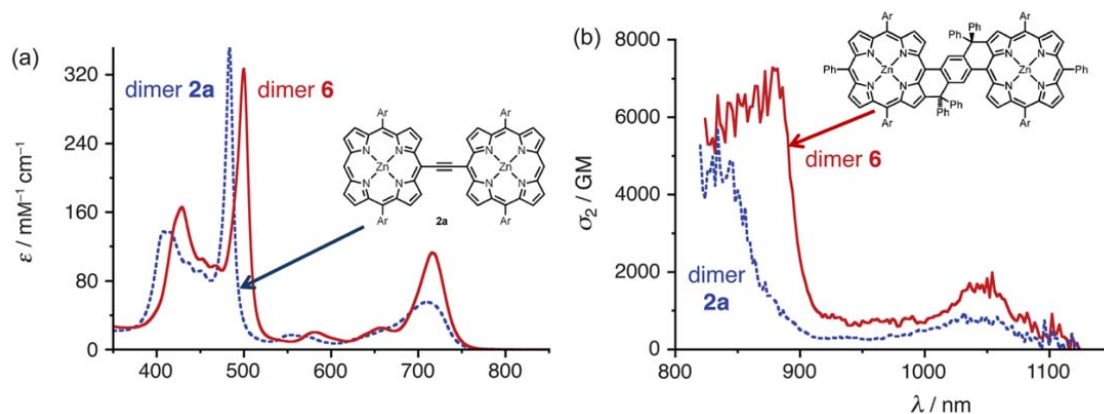 (a)
ε / mM⁻¹ cm⁻¹
320
240
160
80
0
400 500 600 700 800
dimer 2a
dimer 6
Ar Ar
N N N N
Zn Zn
N N N N
Ar Ar
2a
(b)
σ₂ / GM
8000
6000
4000
2000
0
800 900 1000 1100
λ / nm
dimer
2a
dimer 6
Ar Ph Ph Ar
N N N N
Ph Zn Zn Ph
N N N N
Ar Ph Ph Ar